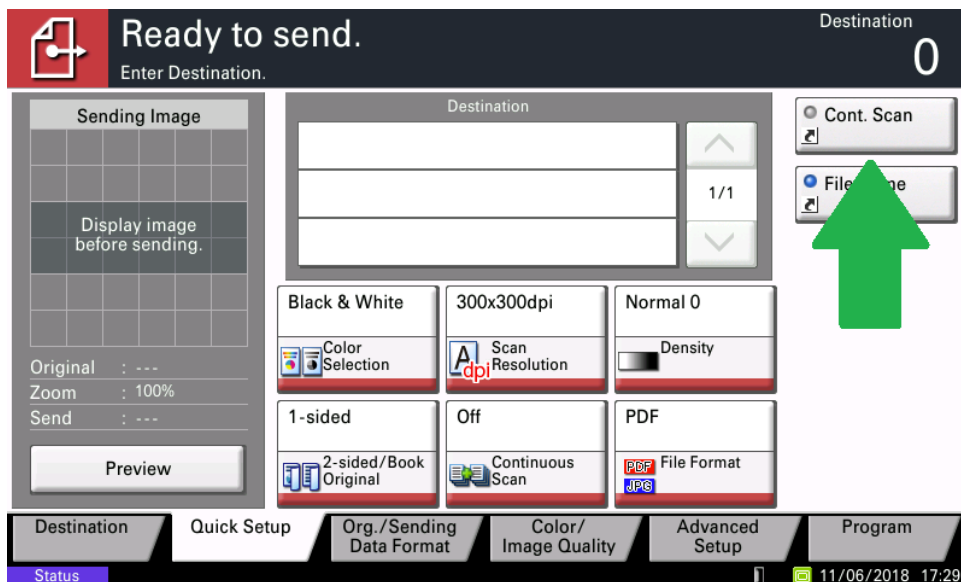 Ready to send.
Enter Destination.
Destination
0
Sending Image
Display image
before sending.
Original : ---
Zoom : 100%
Send : ---
Preview
Destination
1/1
Cont. Scan
File
Black & White
Color
Selection
300x300dpi
A
dpi
Scan
Resolution
Normal 0
Density
1-sided
2-sided/Book
Original
Off
Continuous
Scan
PDF
PDF
JPG
File Format
Destination
Quick Setup
Org./Sending
Data Format
Color/
Image Quality
Advanced
Setup
Program
Status
11/06/2018 17:29